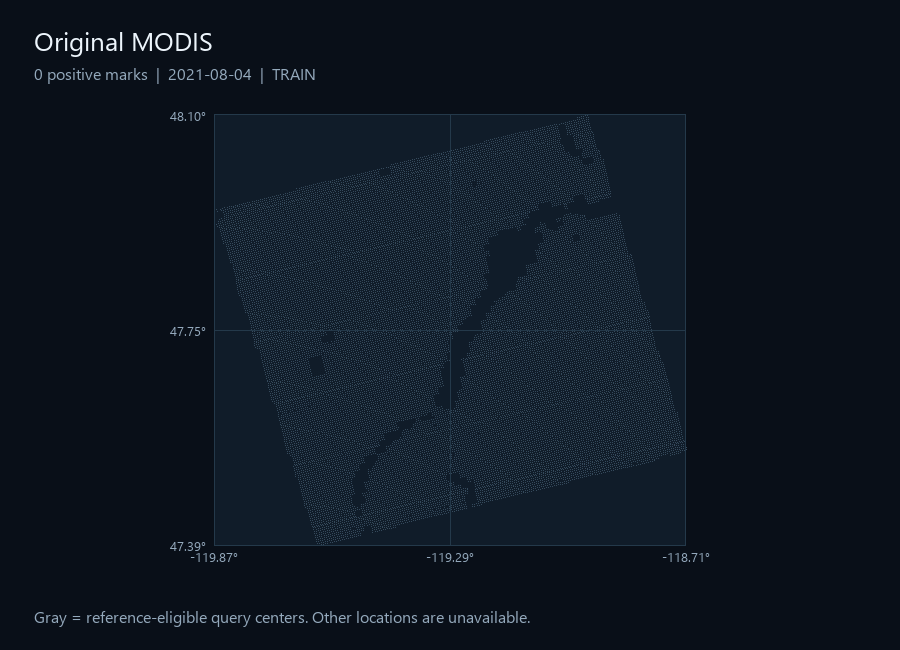 Original MODIS
0 positive marks | 2021-08-04 | TRAIN
48.10°
47.75°
47.39°
-119.87°
-119.29°
-118.71°
Gray = reference-eligible query centers. Other locations are unavailable.